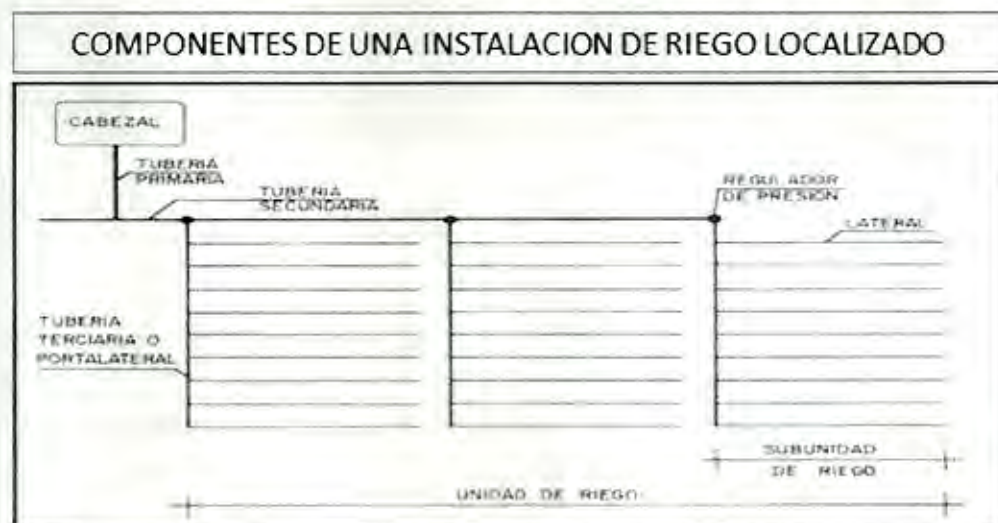 COMPONENTES DE UNA INSTALACION DE RIEGO LOCALIZADO
CABEZAL
TUBERIA
PRIMARIA
TUBERIA
SECUNDARIA
REGULADOR
DE PRESION
LATERAL
TUBERIA
TERCIARIA O
PORTALATERAL
SUBUNIDAD
DE RIEGO
UNIDAD DE RIEGO